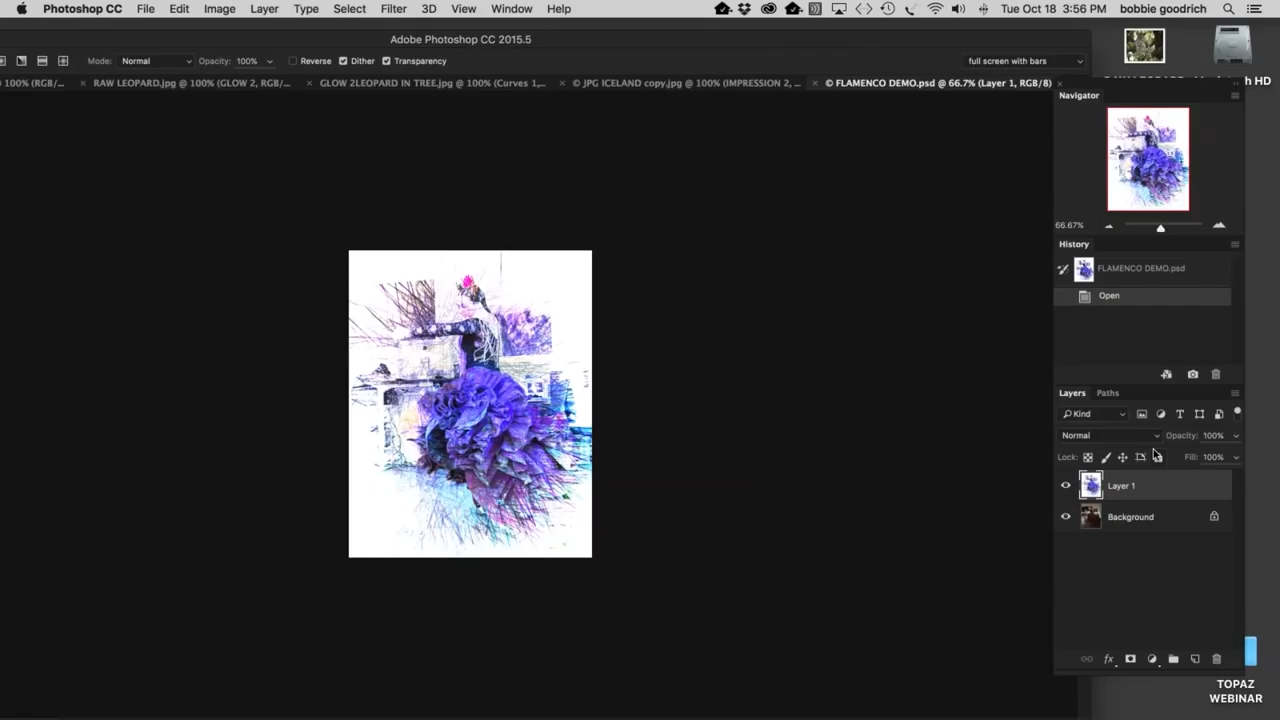 Photoshop CC File Edit Image Layer Type Select Filter 3D View Window Help Tue Oct 18 3:56 PM bobbie goodrich
Adobe Photoshop CC 2015.5
Mode: Normal Opacity: 100% Reverse Dither Transparency full screen with bars
100% (RGB/... RAW LEOPARD.jpg @ 100% (GLOW 2, RGB/... GLOW 2LEOPARD IN TREE.jpg @ 100% (Curves 1,... © JPG ICELAND copy.jpg @ 100% (IMPRESSION 2, ... © FLAMENCO DEMO.psd @ 66.7% (Layer 1, RGB/8)
HD
Navigator
66.67%
History
FLAMENCO DEMO.psd
Open
Layers Paths
Kind
Normal Opacity: 100%
Lock: Fill: 100%
Layer 1
Background
fx
TOPAZ
WEBINAR